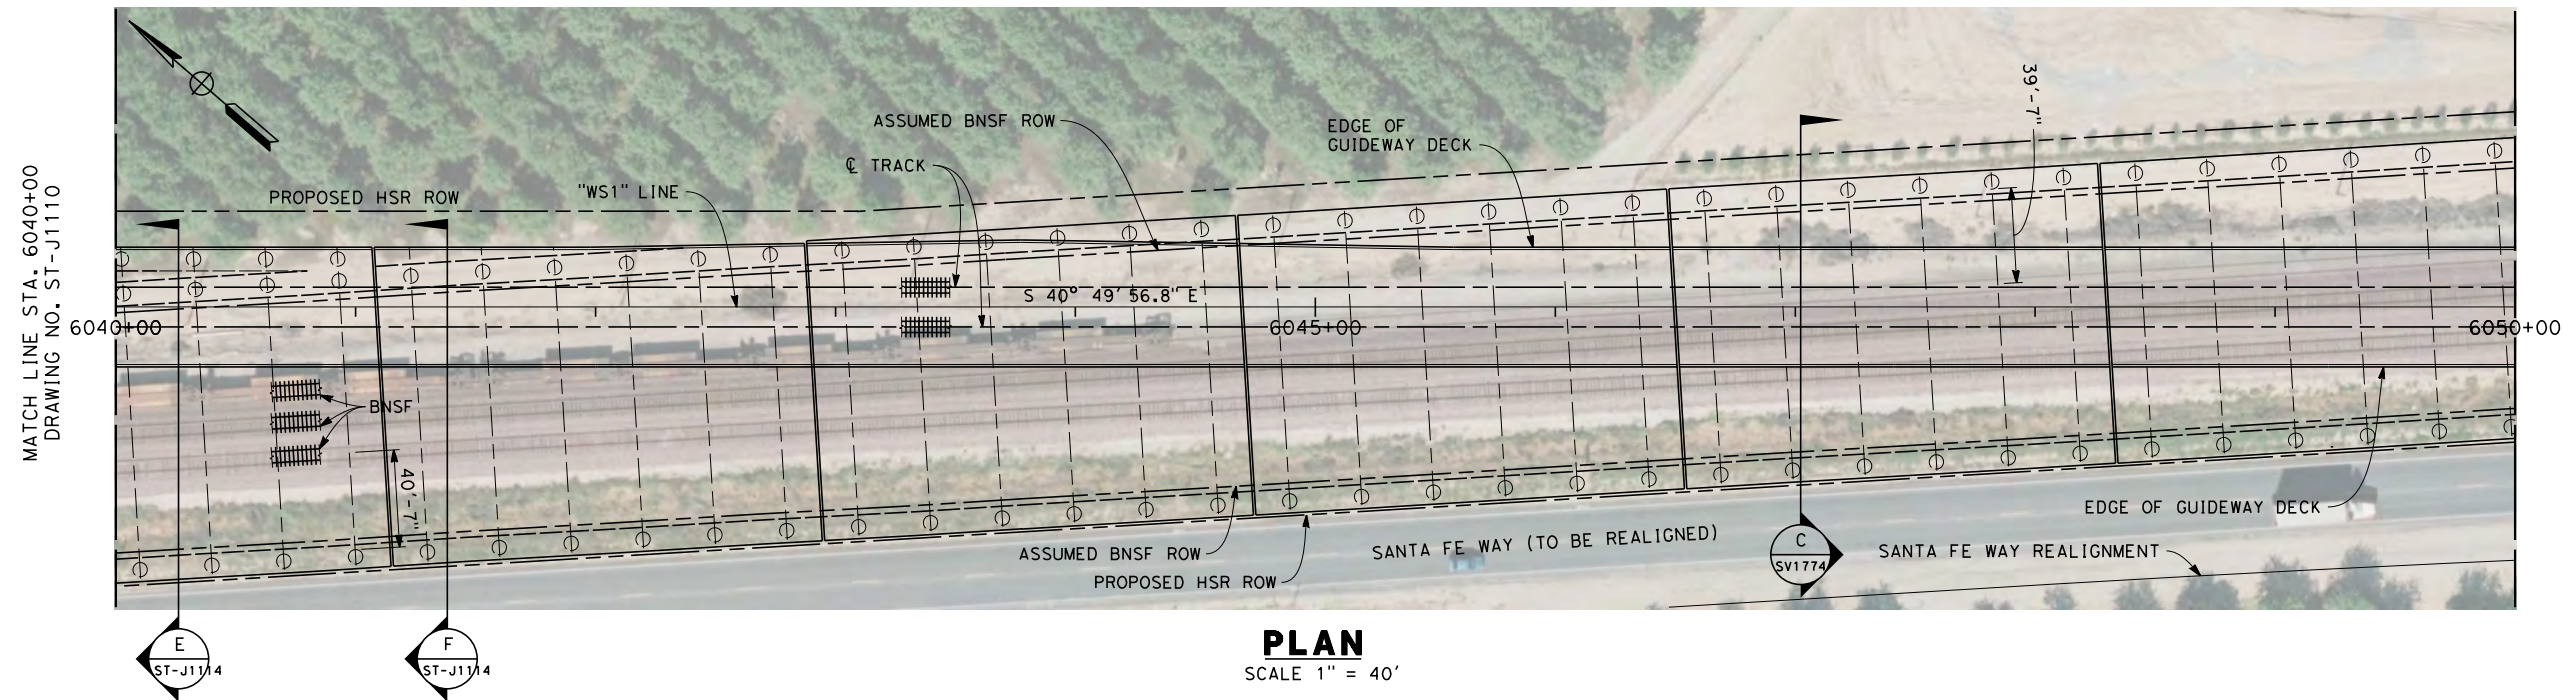 MATCH LINE STA. 6040+00
DRAWING NO. ST-J1110
PROPOSED HSR ROW
"WS1" LINE
℄ TRACK
ASSUMED BNSF ROW
EDGE OF
GUIDEWAY DECK
39'-7"
S 40° 49' 56.8" E
6040+00
6045+00
6050+00
BNSF
40'-7"
ASSUMED BNSF ROW
PROPOSED HSR ROW
SANTA FE WAY (TO BE REALIGNED)
C
SV1774
SANTA FE WAY REALIGNMENT
EDGE OF GUIDEWAY DECK
E
ST-J1114
F
ST-J1114
PLAN
SCALE 1" = 40'